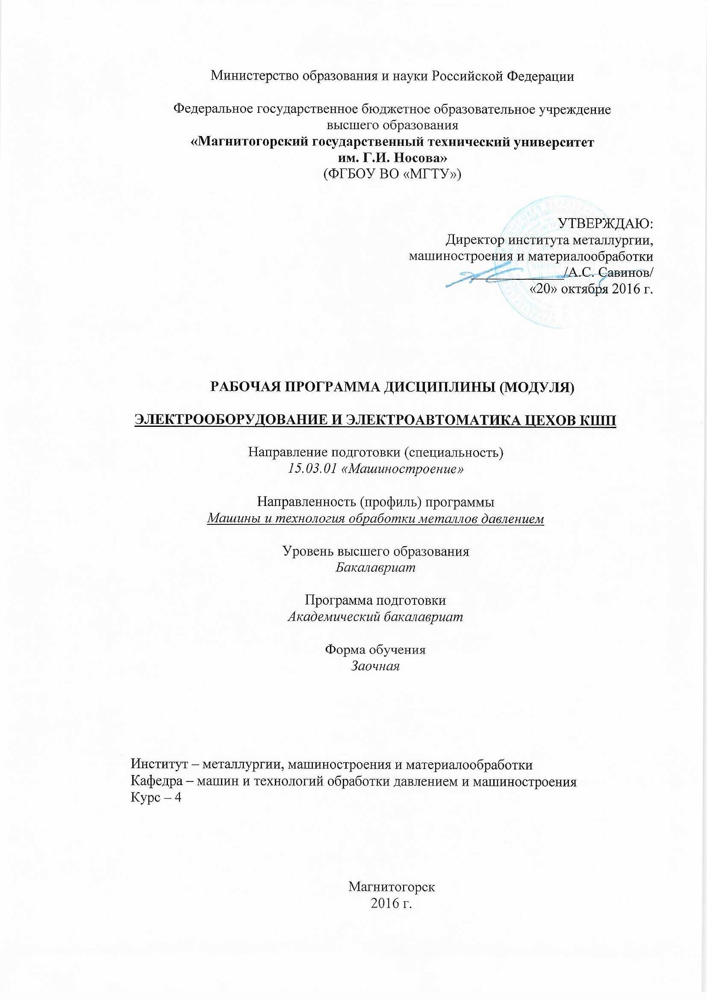 Министерство образования и науки Российской Федерации
Федеральное государственное бюджетное образовательное учреждение
высшего образования
«Магнитогорский государственный технический университет
им. Г.И. Носова»
(ФГБОУ ВО «МГТУ»)
УТВЕРЖДАЮ:
Директор института металлургии,
машиностроения и материалообработки
/А.С. Савинов/
«20» октября 2016 г.
РАБОЧАЯ ПРОГРАММА ДИСЦИПЛИНЫ (МОДУЛЯ)
ЭЛЕКТРООБОРУДОВАНИЕ И ЭЛЕКТРОАВТОМАТИКА ЦЕХОВ КШП
Направление подготовки (специальность)
15.03.01 «Машиностроение»
Направленность (профиль) программы
Машины и технология обработки металлов давлением
Уровень высшего образования
Бакалавриат
Программа подготовки
Академический бакалавриат
Форма обучения
Заочная
Институт – металлургии, машиностроения и материалообработки
Кафедра – машин и технологий обработки давлением и машиностроения
Курс – 4
Магнитогорск
2016 г.